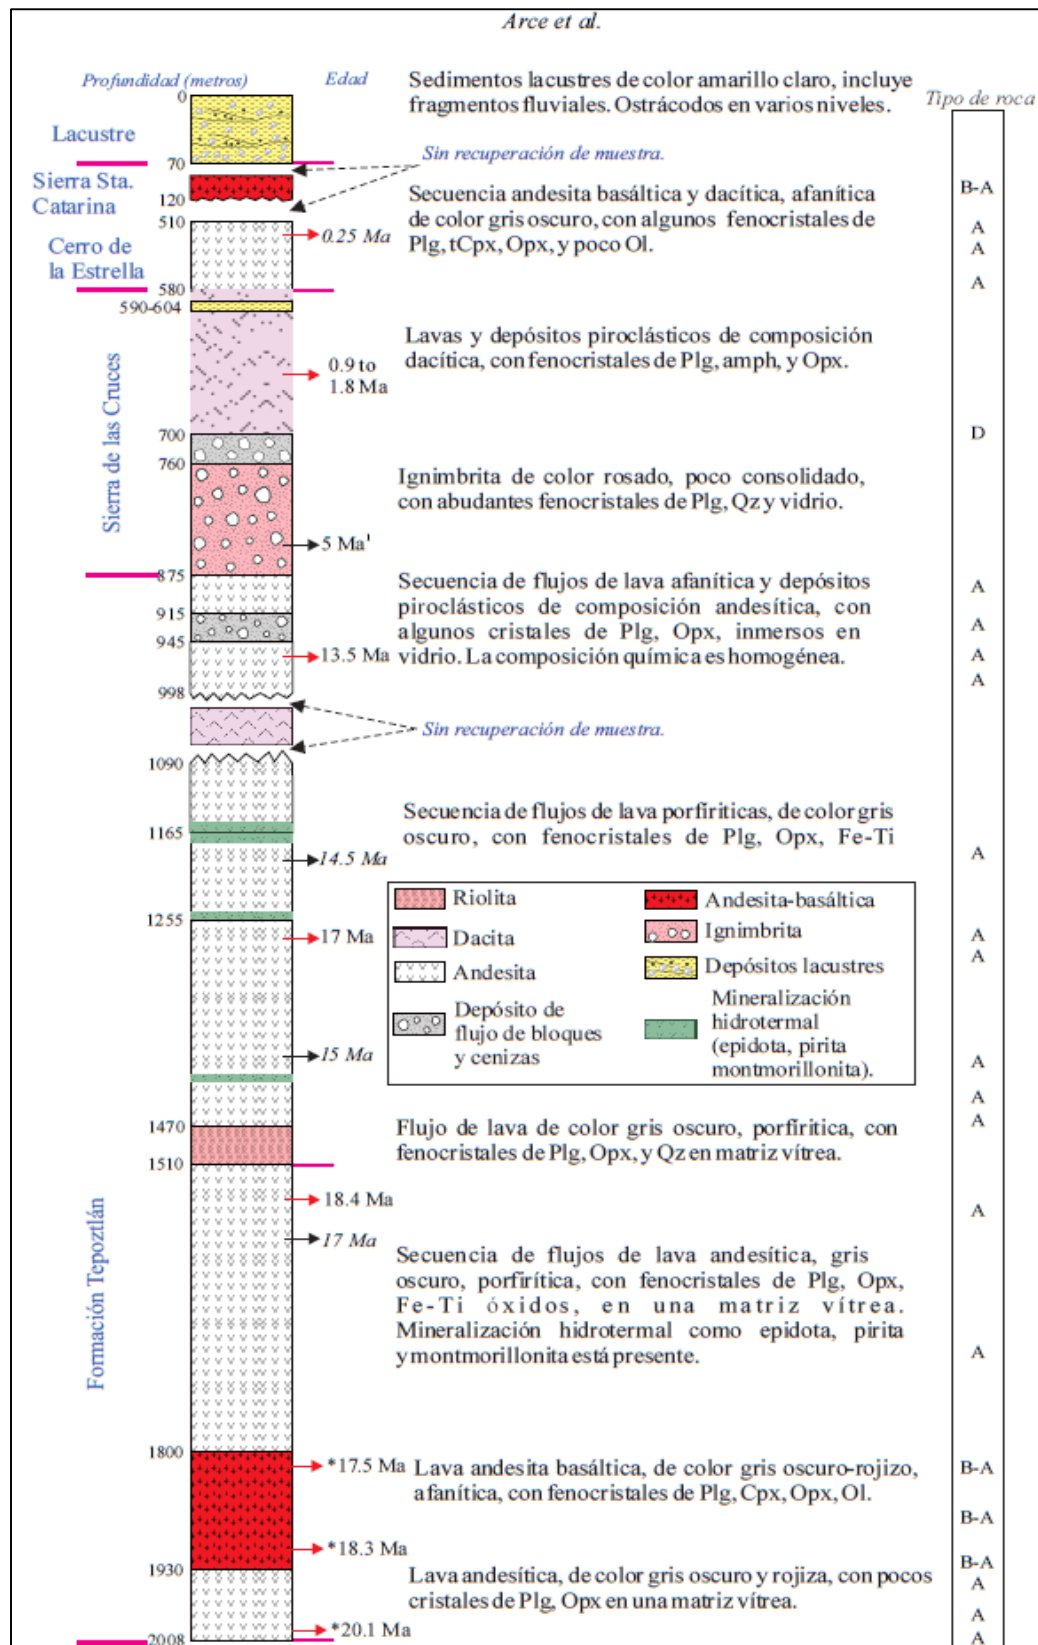 Arce et al.
Profundidad (metros)
Edad
Tipo de roca
Sedimentos lacustres de color amarillo claro, incluye
fragmentos fluviales. Ostrácodos en varios niveles.
0
Lacustre
70
Sin recuperación de muestra.
Sierra Sta.
Catarina
120
B-A
Secuencia andesita basáltica y dacítica, afanítica
de color gris oscuro, con algunos fenocristales de
Plg, tCpx, Opx, y poco Ol.
510
0.25 Ma
A
A
Cerro de
la Estrella
580
A
590-604
Lavas y depósitos piroclásticos de composición
dacítica, con fenocristales de Plg, amph, y Opx.
0.9 to
1.8 Ma
Sierra de las Cruces
700
D
760
Ignimbrita de color rosado, poco consolidado,
con abudantes fenocristales de Plg, Qz y vidrio.
5 Ma¹
875
Secuencia de flujos de lava afanítica y depósitos
piroclásticos de composición andesítica, con
algunos cristales de Plg, Opx, inmersos en
vidrio. La composición química es homogénea.
A
915
A
945
13.5 Ma
A
A
998
Sin recuperación de muestra.
1090
Secuencia de flujos de lava porfiriticas, de color gris
oscuro, con fenocristales de Plg, Opx, Fe-Ti
1165
14.5 Ma
A
Riolita
Dacita
Andesita
Depósito de
flujo de bloques
y cenizas
Andesita-basáltica
Ignimbrita
Depósitos lacustres
Mineralización
hidrotermal
(epidota, pirita
montmorillonita).
1255
17 Ma
A
A
15 Ma
A
A
1470
A
Flujo de lava de color gris oscuro, porfiritica, con
fenocristales de Plg, Opx, y Qz en matriz vítrea.
1510
18.4 Ma
A
17 Ma
Formación Tepoztlán
Secuencia de flujos de lava andesítica, gris
oscuro, porfirítica, con fenocristales de Plg, Opx,
Fe-Ti óxidos, en una matriz vítrea.
Mineralización hidrotermal como epidota, pirita
y montmorillonita está presente.
A
1800
*17.5 Ma
Lava andesita basáltica, de color gris oscuro-rojizo,
afanítica, con fenocristales de Plg, Cpx, Opx, Ol.
B-A
B-A
*18.3 Ma
1930
B-A
Lava andesítica, de color gris oscuro y rojiza, con pocos
cristales de Plg, Opx en una matriz vítrea.
A
A
*20.1 Ma
2008
A